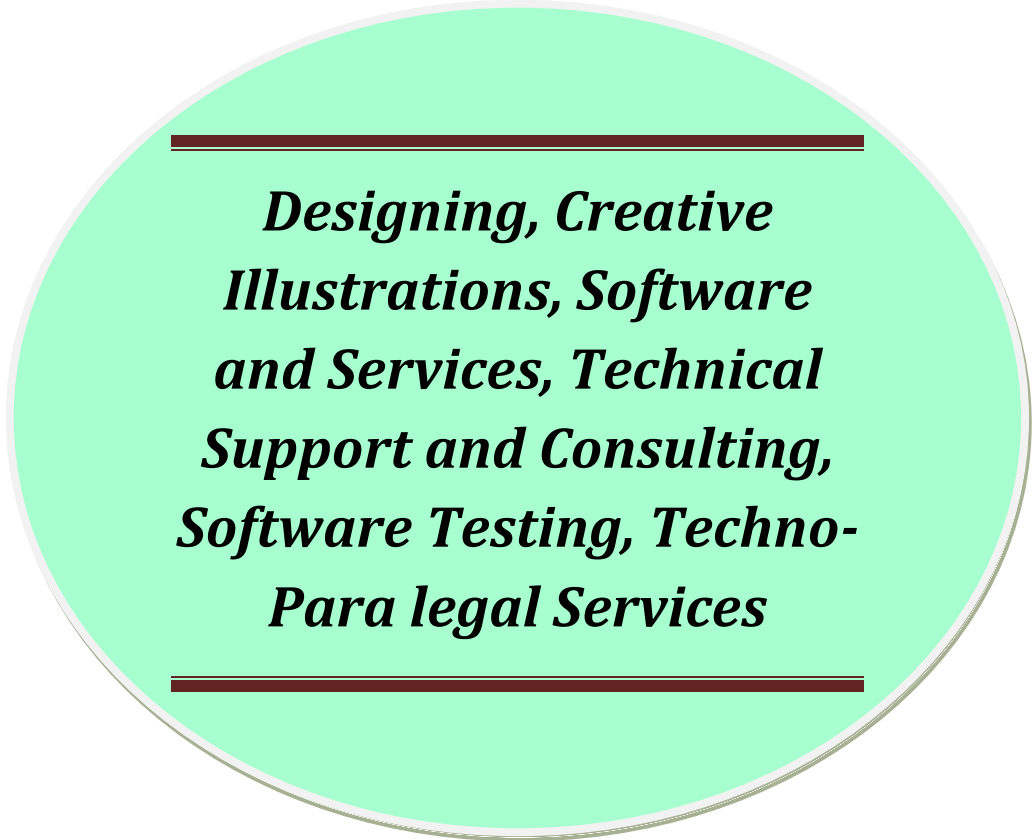 Designing, Creative
Illustrations, Software
and Services, Technical
Support and Consulting,
Software Testing, Techno-
Para legal Services